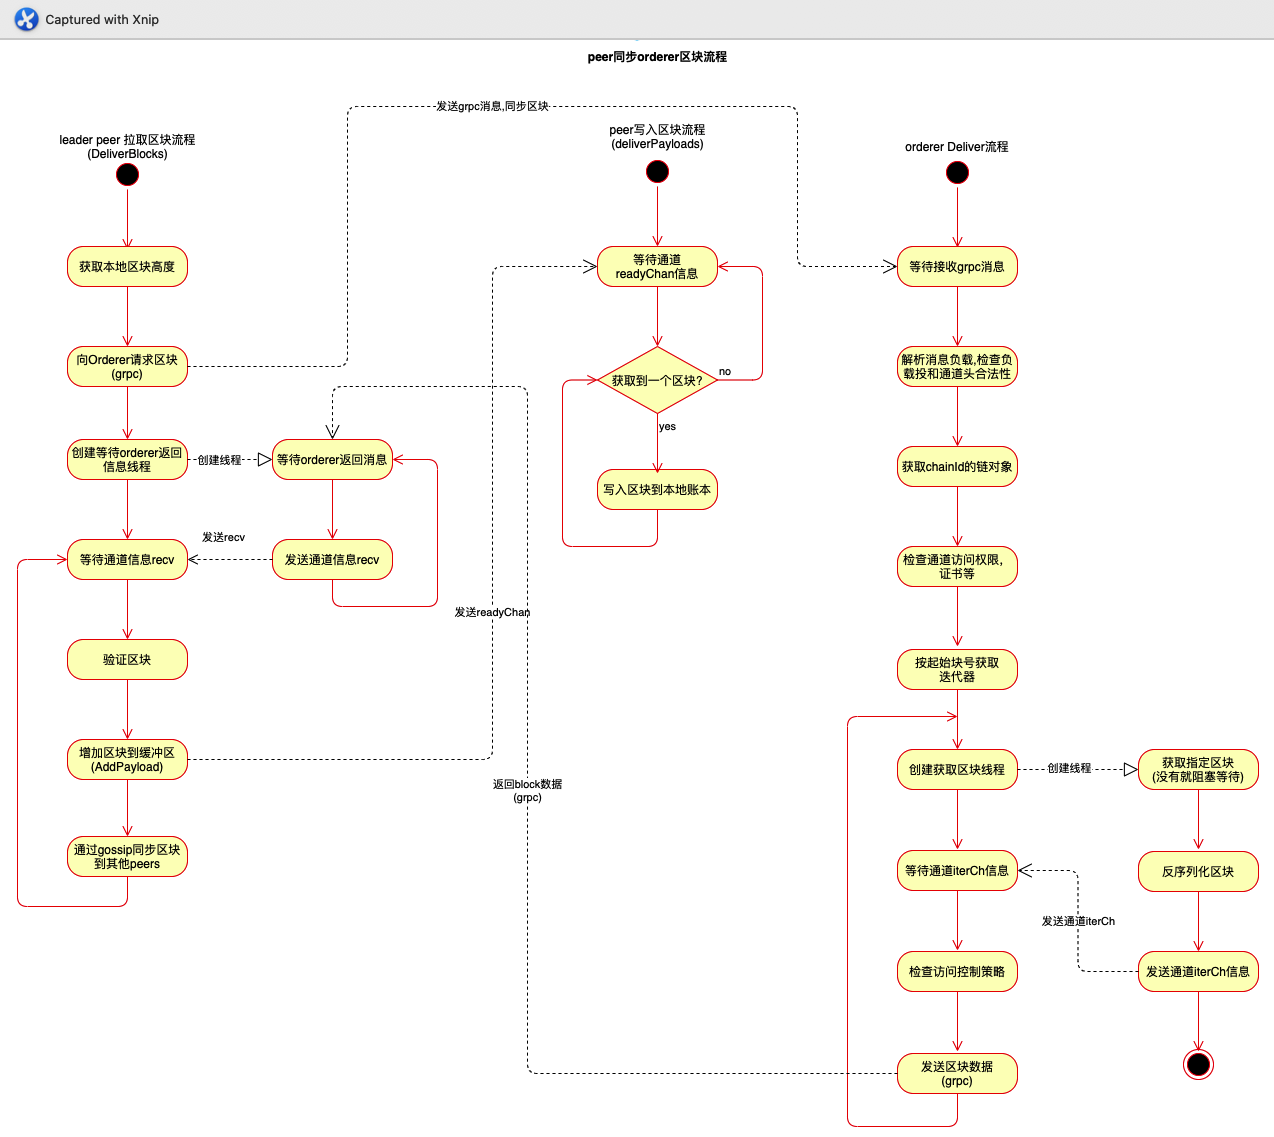 Captured with Xnip
peer同步orderer区块流程
发送grpc消息,同步区块
leader peer 拉取区块流程
(DeliverBlocks)
获取本地区块高度
向Orderer请求区块
(grpc)
创建等待orderer返回
信息线程
创建线程
等待orderer返回消息
等待通道信息recv
发送recv
发送通道信息recv
验证区块
增加区块到缓冲区
(AddPayload)
通过gossip同步区块
到其他peers
发送readyChan
返回block数据
(grpc)
peer写入区块流程
(deliverPayloads)
等待通道
readyChan信息
获取到一个区块?
no
yes
写入区块到本地账本
orderer Deliver流程
等待接收grpc消息
解析消息负载,检查负
载投和通道头合法性
获取chainId的链对象
检查通道访问权限，
证书等
按起始块号获取
迭代器
创建获取区块线程
创建线程
获取指定区块
(没有就阻塞等待)
等待通道iterCh信息
反序列化区块
发送通道iterCh
检查访问控制策略
发送通道iterCh信息
发送区块数据
(grpc)